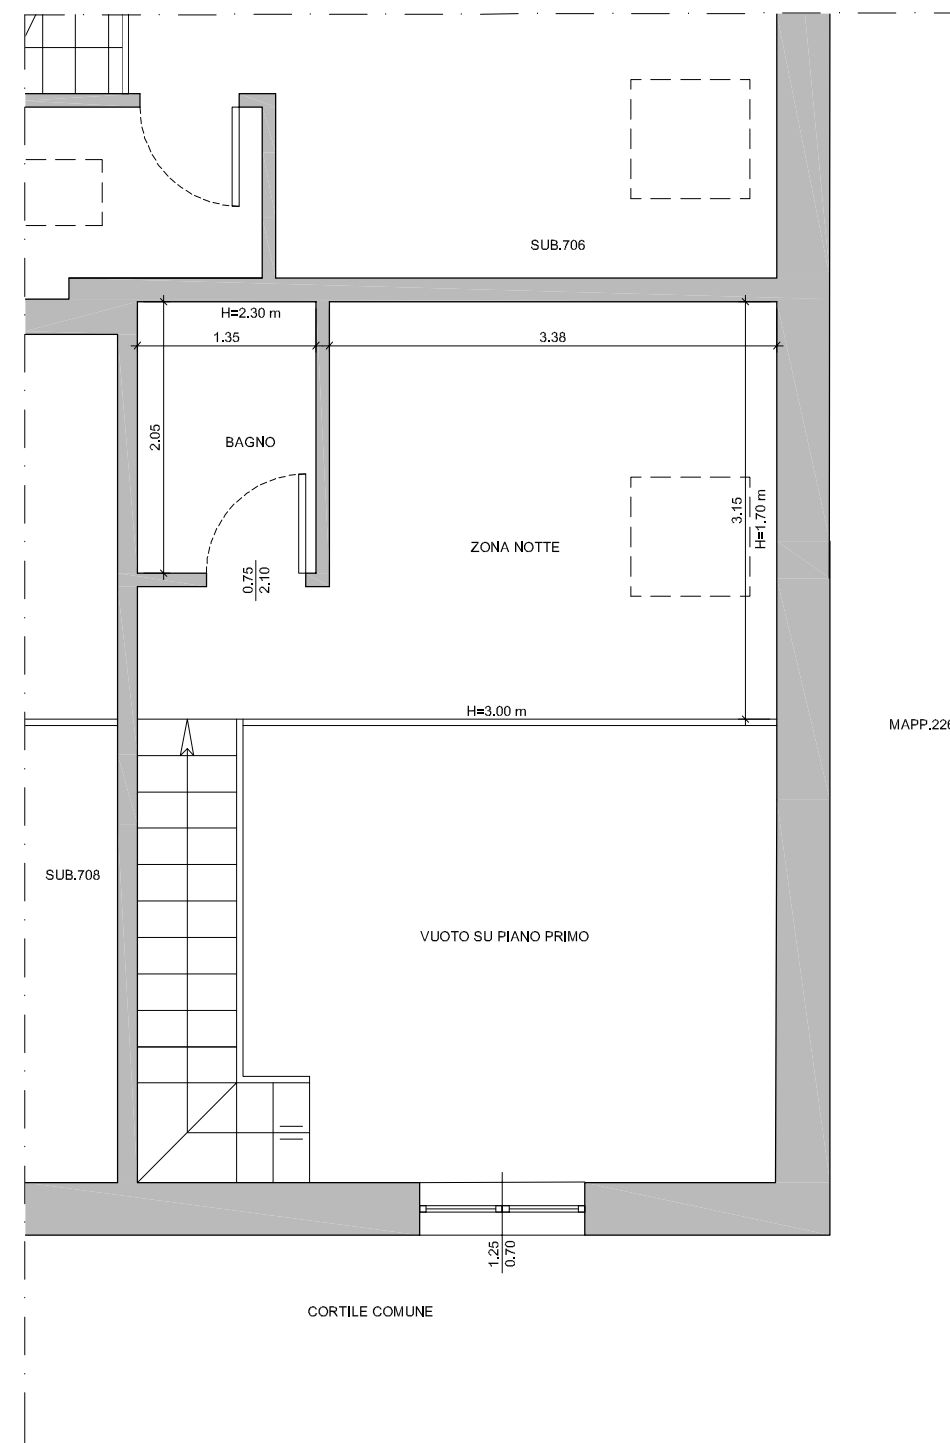 SUB.706
H=2.30 m
1.35
3.38
2.05
BAGNO
3.15
H=1.70 m
ZONA NOTTE
0.75
2.10
H=3.00 m
MAPP.226
SUB.708
VUOTO SU PIANO PRIMO
1.25
0.70
CORTILE COMUNE